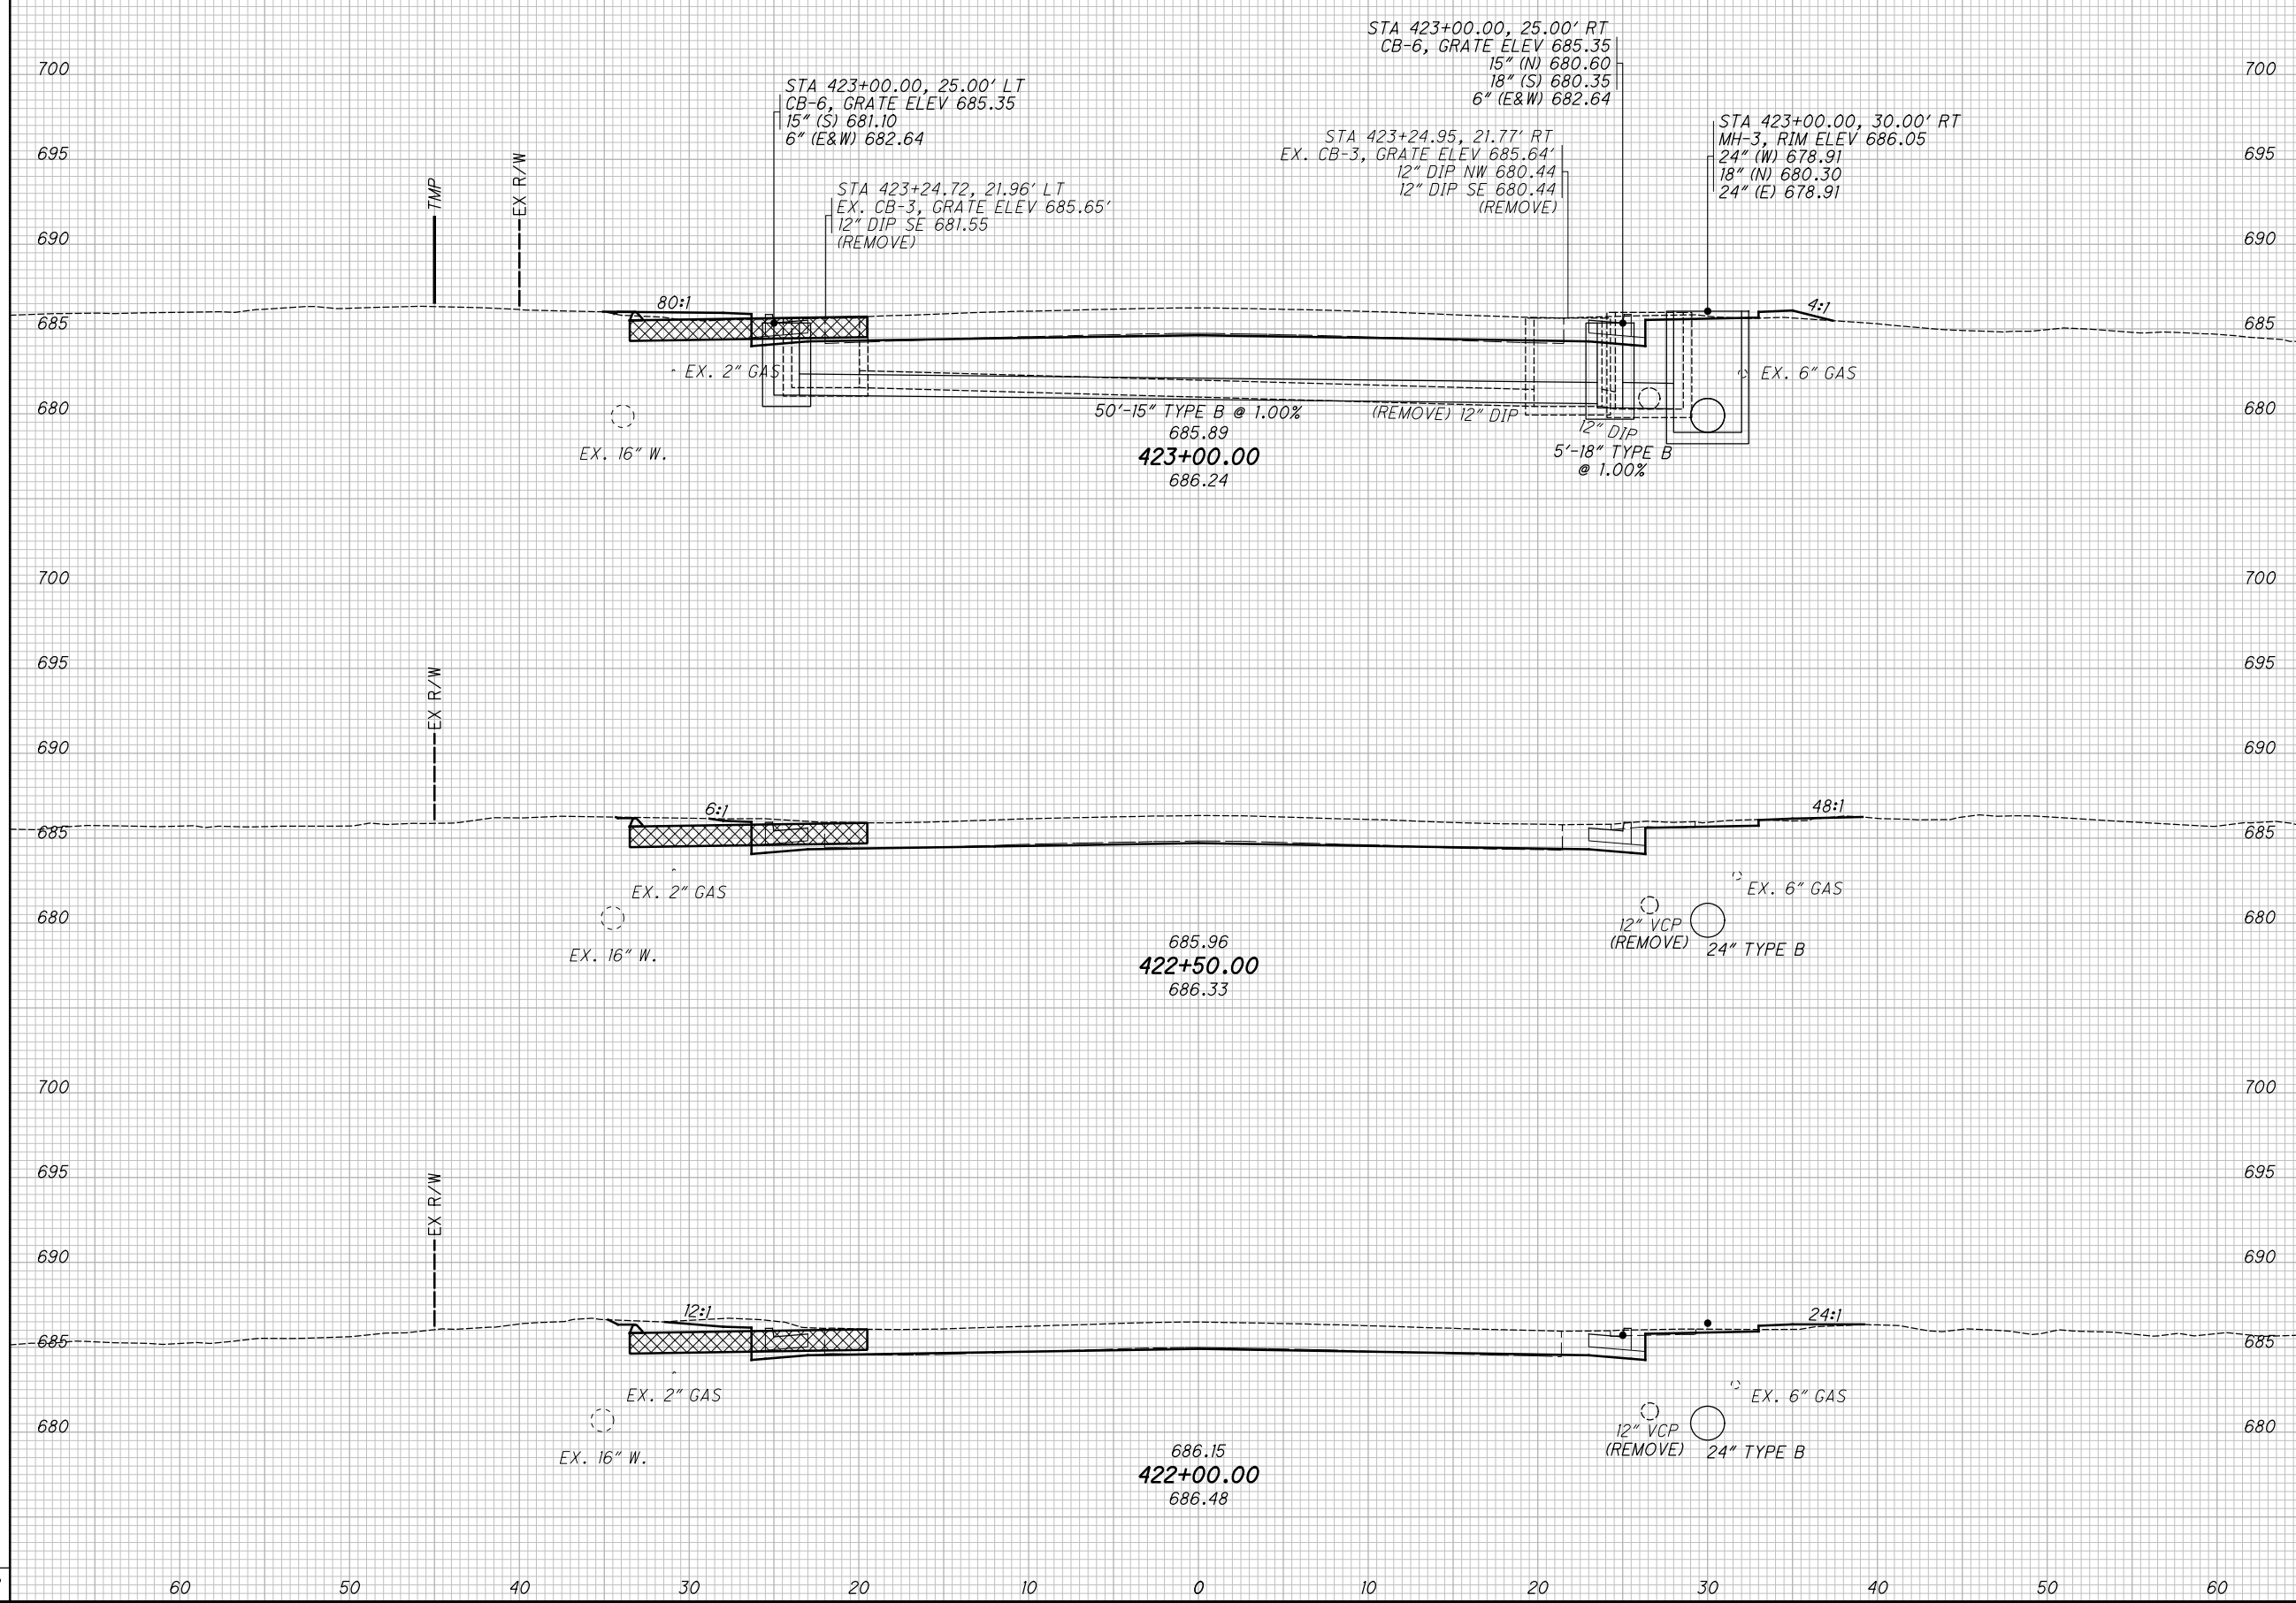 STA 423+00.00, 25.00' RT
CB-6, GRATE ELEV 685.35
15" (N) 680.60
18" (S) 680.35
6" (E&W) 682.64
700
700
STA 423+00.00, 25.00' LT
CB-6, GRATE ELEV 685.35
15" (S) 681.10
6" (E&W) 682.64
STA 423+00.00, 30.00' RT
MH-3, RIM ELEV 686.05
24" (W) 678.91
18" (N) 680.30
24" (E) 678.91
STA 423+24.95, 21.77' RT
EX. CB-3, GRATE ELEV 685.64'
12" DIP NW 680.44
12" DIP SE 680.44
(REMOVE)
695
695
TMP
EX R/W
STA 423+24.72, 21.96' LT
EX. CB-3, GRATE ELEV 685.65'
12" DIP SE 681.55
(REMOVE)
690
690
80:1
4:1
685
685
EX. 2" GAS
EX. 6" GAS
680
680
50'-15" TYPE B @ 1.00%
(REMOVE) 12" DIP
12" DIP
5'-18" TYPE B
@ 1.00%
EX. 16" W.
685.89
423+00.00
686.24
700
700
695
695
EX R/W
690
690
6:1
48:1
685
685
EX. 2" GAS
EX. 6" GAS
680
680
12" VCP
(REMOVE)
24" TYPE B
EX. 16" W.
685.96
422+50.00
686.33
700
700
695
695
EX R/W
690
690
12:1
24:1
685
685
EX. 2" GAS
EX. 6" GAS
680
680
12" VCP
(REMOVE)
24" TYPE B
EX. 16" W.
686.15
422+00.00
686.48
60 50 40 30 20 10 0 10 20 30 40 50 60